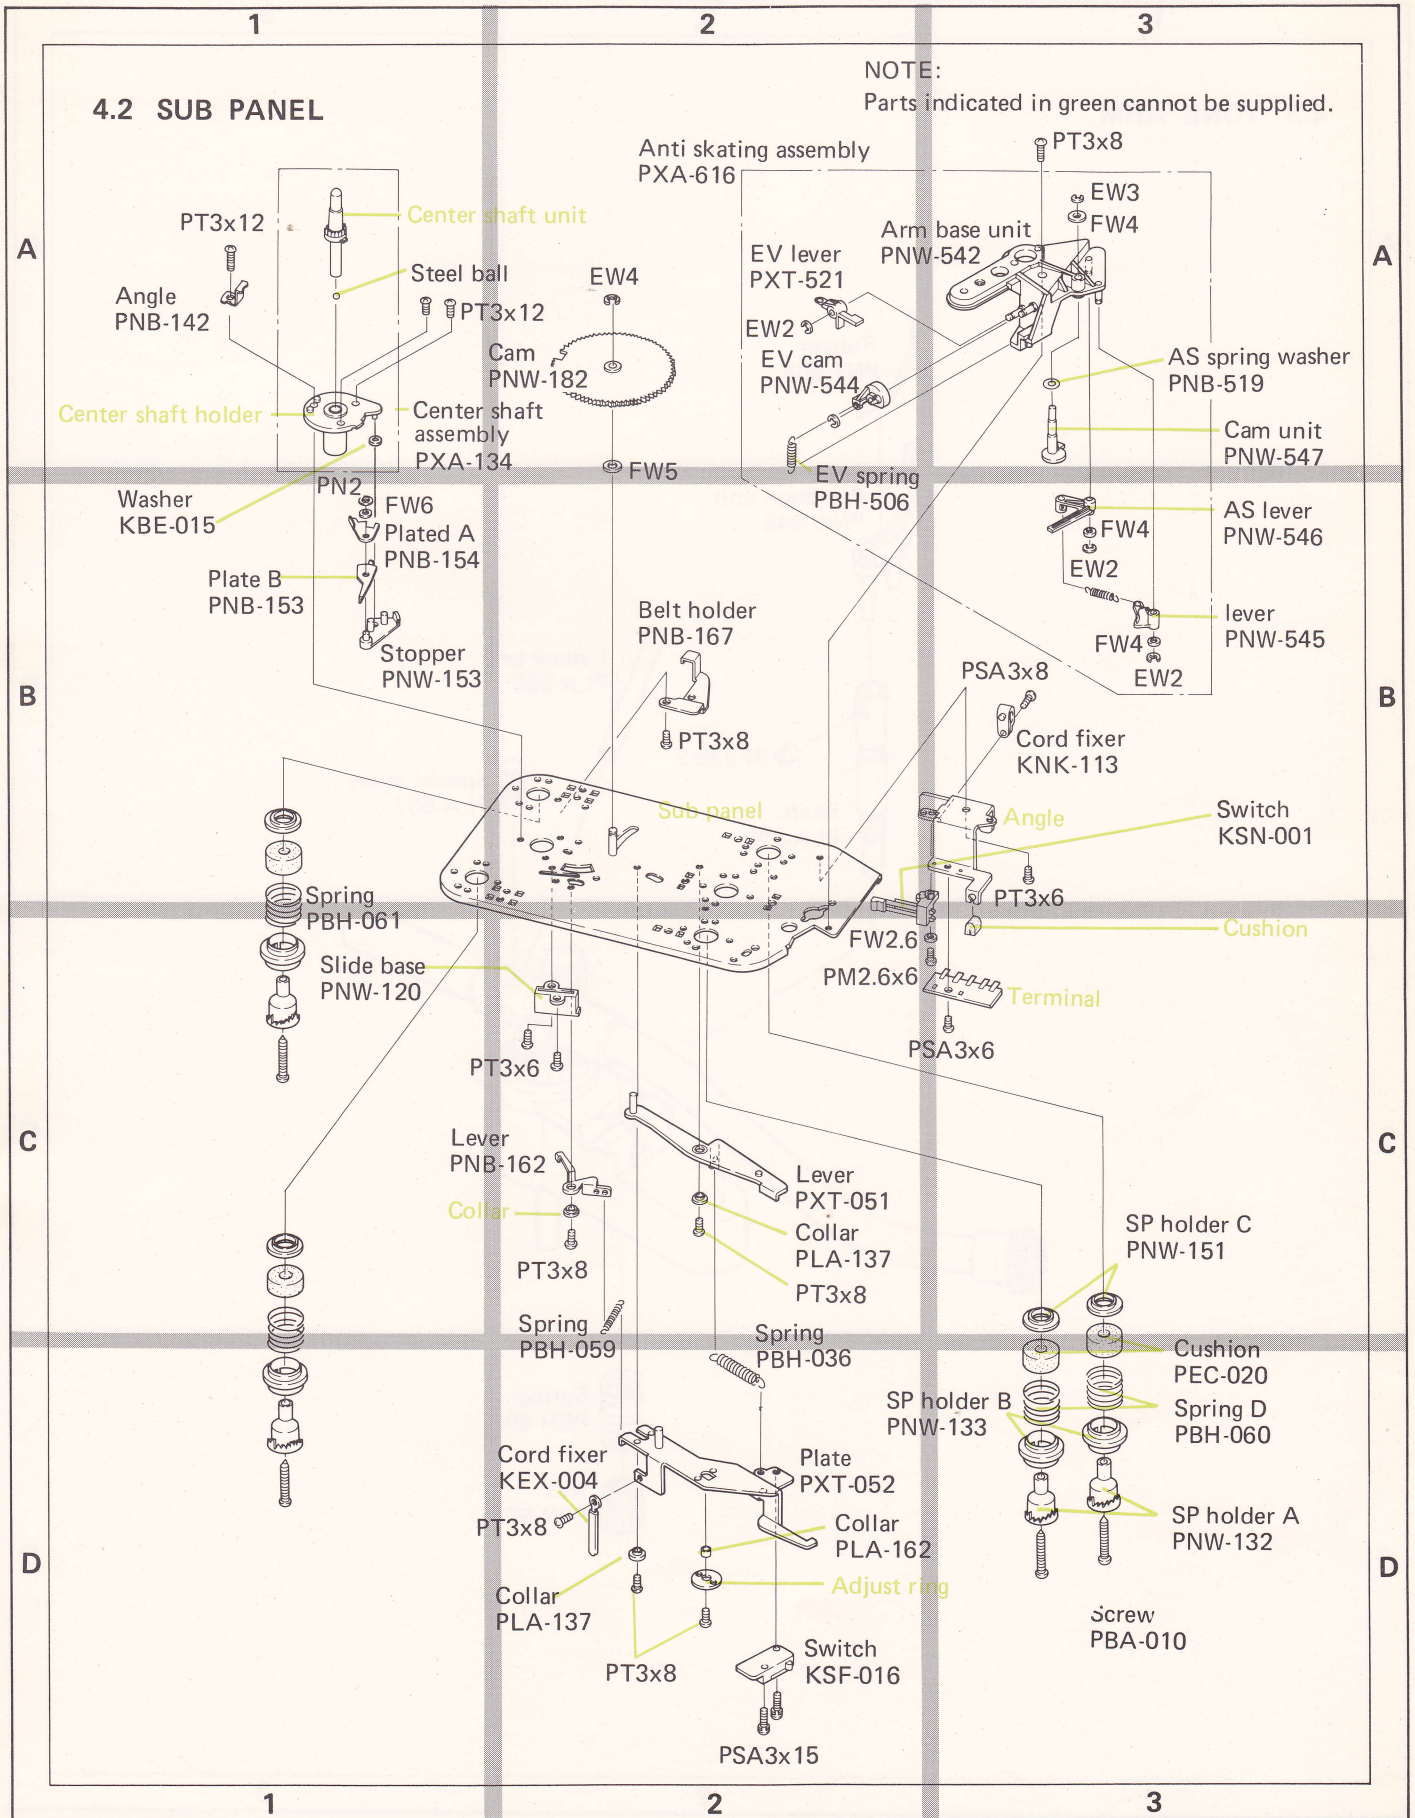 1
2
3
4.2 SUB PANEL
NOTE:
Parts indicated in green cannot be supplied.
Anti skating assembly
PXA-616
PT3x8
EW3
FW4
Arm base unit
PNW-542
EV lever
PXT-521
EW2
EV cam
PNW-544
A
A
PT3x12
Center shaft unit
Steel ball
Angle
PNB-142
PT3x12
EW4
Cam
PNW-182
Center shaft holder
Center shaft
assembly
PXA-134
AS spring washer
PNB-519
Cam unit
PNW-547
FW5
EV spring
PBH-506
Washer
KBE-015
PN2
FW6
Plated A
PNB-154
Plate B
PNB-153
Stopper
PNW-153
AS lever
PNW-546
FW4
EW2
lever
PNW-545
FW4
EW2
Belt holder
PNB-167
PT3x8
B
B
PSA3x8
Cord fixer
KNK-113
Sub panel
Angle
Switch
KSN-001
PT3x6
Spring
PBH-061
FW2.6
Cushion
PM2.6x6
Slide base
PNW-120
Terminal
PT3x6
PSA3x6
C
C
Lever
PNB-162
Collar
PT3x8
Lever
PXT-051
Collar
PLA-137
PT3x8
SP holder C
PNW-151
Spring
PBH-059
Spring
PBH-036
Cushion
PEC-020
SP holder B
PNW-133
Spring D
PBH-060
Cord fixer
KEX-004
Plate
PXT-052
PT3x8
Collar
PLA-162
SP holder A
PNW-132
D
D
Adjust ring
Collar
PLA-137
Screw
PBA-010
PT3x8
Switch
KSF-016
PSA3x15
1
2
3